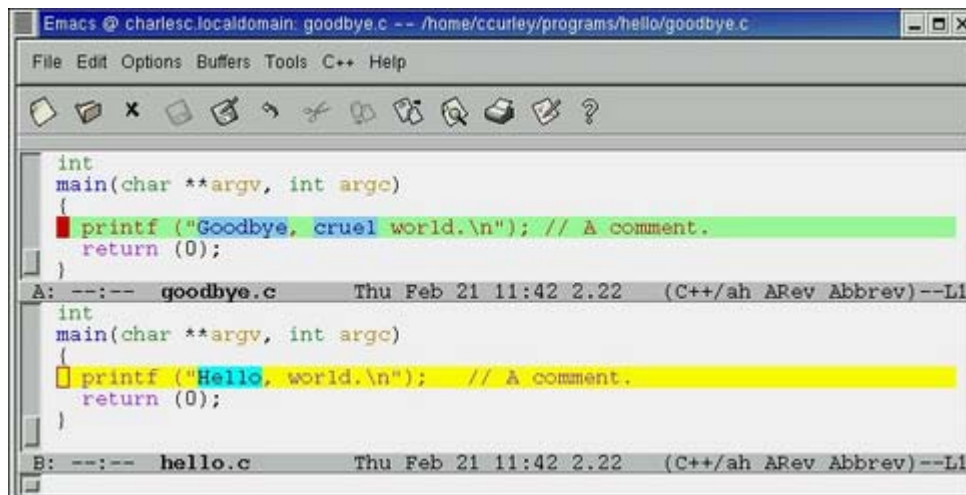 Emacs @ charlesc.localdomain: goodbye.c -- /home/ccurley/programs/hello/goodbye.c
File Edit Options Buffers Tools C++ Help
int
main(char **argv, int argc)
{
printf ("Goodbye, cruel world.\n"); // A comment.
return (0);
}
A: --:-- goodbye.c Thu Feb 21 11:42 2.22 (C++/ah ARev Abbrev)--L1
int
main(char **argv, int argc)
{
printf ("Hello, world.\n"); // A comment.
return (0);
}
B: --:-- hello.c Thu Feb 21 11:42 2.22 (C++/ah ARev Abbrev)--L1